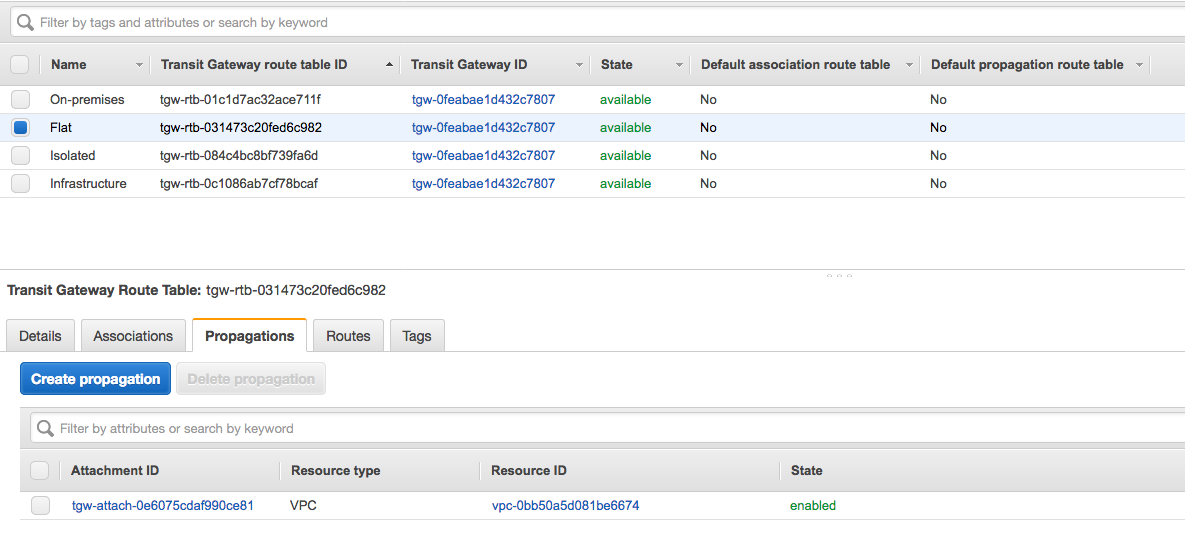 Filter by tags and attributes or search by keyword
Name Transit Gateway route table ID Transit Gateway ID State Default association route table Default propagation route table
On-premises tgw-rtb-01c1d7ac32ace711f tgw-0feabae1d432c7807 available No No
Flat tgw-rtb-031473c20fed6c982 tgw-0feabae1d432c7807 available No No
Isolated tgw-rtb-084c4bc8bf739fa6d tgw-0feabae1d432c7807 available No No
Infrastructure tgw-rtb-0c1086ab7cf78bcaf tgw-0feabae1d432c7807 available No No
Transit Gateway Route Table: tgw-rtb-031473c20fed6c982
Details Associations Propagations Routes Tags
Create propagation Delete propagation
Filter by attributes or search by keyword
Attachment ID Resource type Resource ID State
tgw-attach-0e6075cdaf990ce81 VPC vpc-0bb50a5d081be6674 enabled